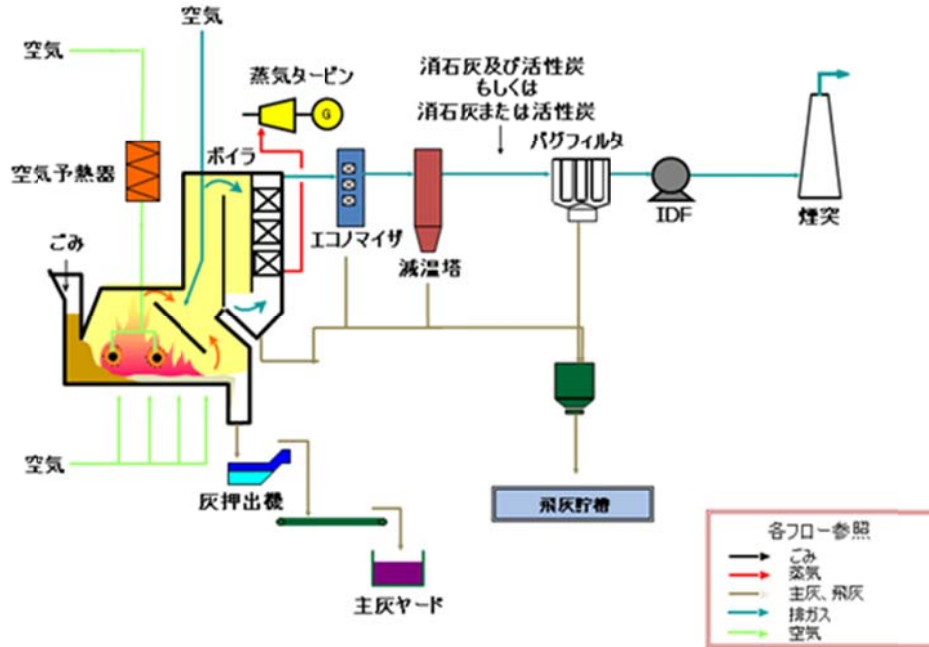 空気
空気
蒸気タービン
G
消石灰及び活性炭
もしくは
消石灰または活性炭
バグフィルタ
ボイラ
空気予熱器
エコノマイザ
減温塔
IDF
煙突
ごみ
空気
灰押出機
飛灰貯槽
主灰ヤード
各フロー参照
ごみ
蒸気
主灰、飛灰
排ガス
空気